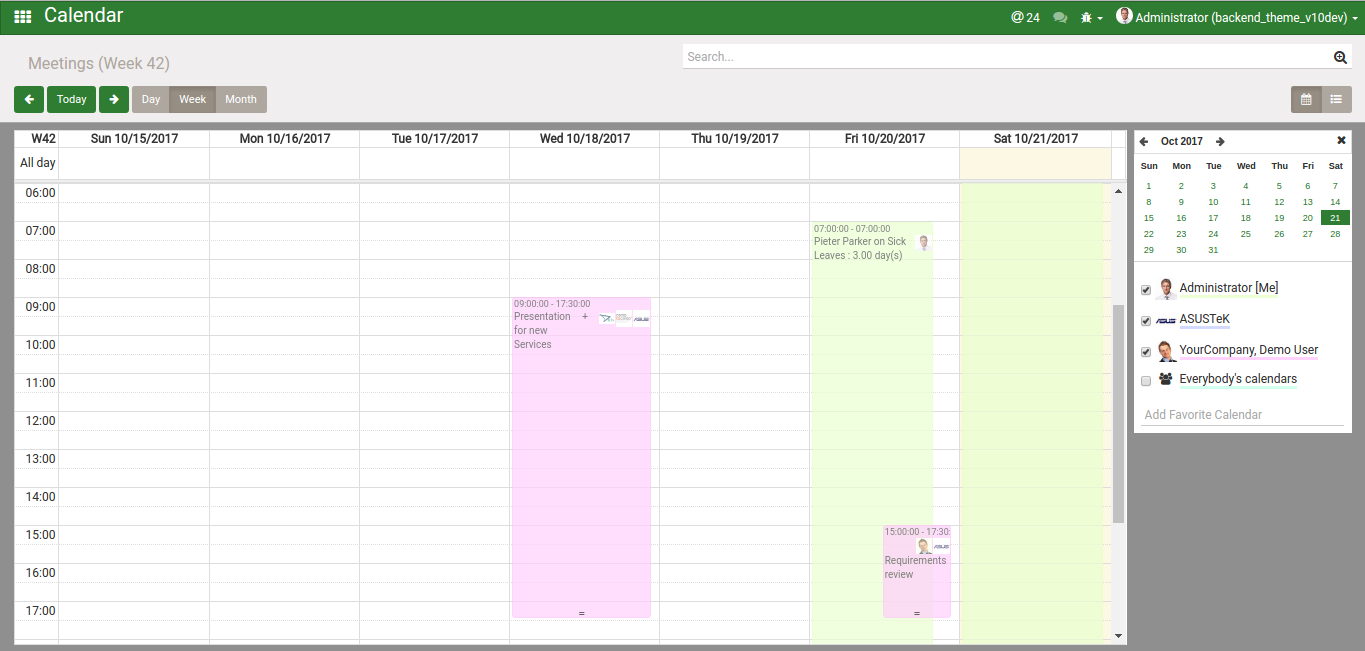 Calendar
@ 24
Administrator (backend_theme_v10dev)
Meetings (Week 42)
Search...
Today
Day Week Month
W42 Sun 10/15/2017 Mon 10/16/2017 Tue 10/17/2017 Wed 10/18/2017 Thu 10/19/2017 Fri 10/20/2017 Sat 10/21/2017
All day
06:00
07:00
08:00
09:00
10:00
11:00
12:00
13:00
14:00
15:00
16:00
17:00
09:00:00 - 17:30:00
Presentation +
for new
Services
=
07:00:00 - 07:00:00
Pieter Parker on Sick
Leaves : 3.00 day(s)
15:00:00 - 17:30:
Requirements
review
=
Oct 2017
Sun Mon Tue Wed Thu Fri Sat
1 2 3 4 5 6 7
8 9 10 11 12 13 14
15 16 17 18 19 20 21
22 23 24 25 26 27 28
29 30 31
Administrator [Me]
ASUS ASUSTeK
YourCompany, Demo User
Everybody's calendars
Add Favorite Calendar